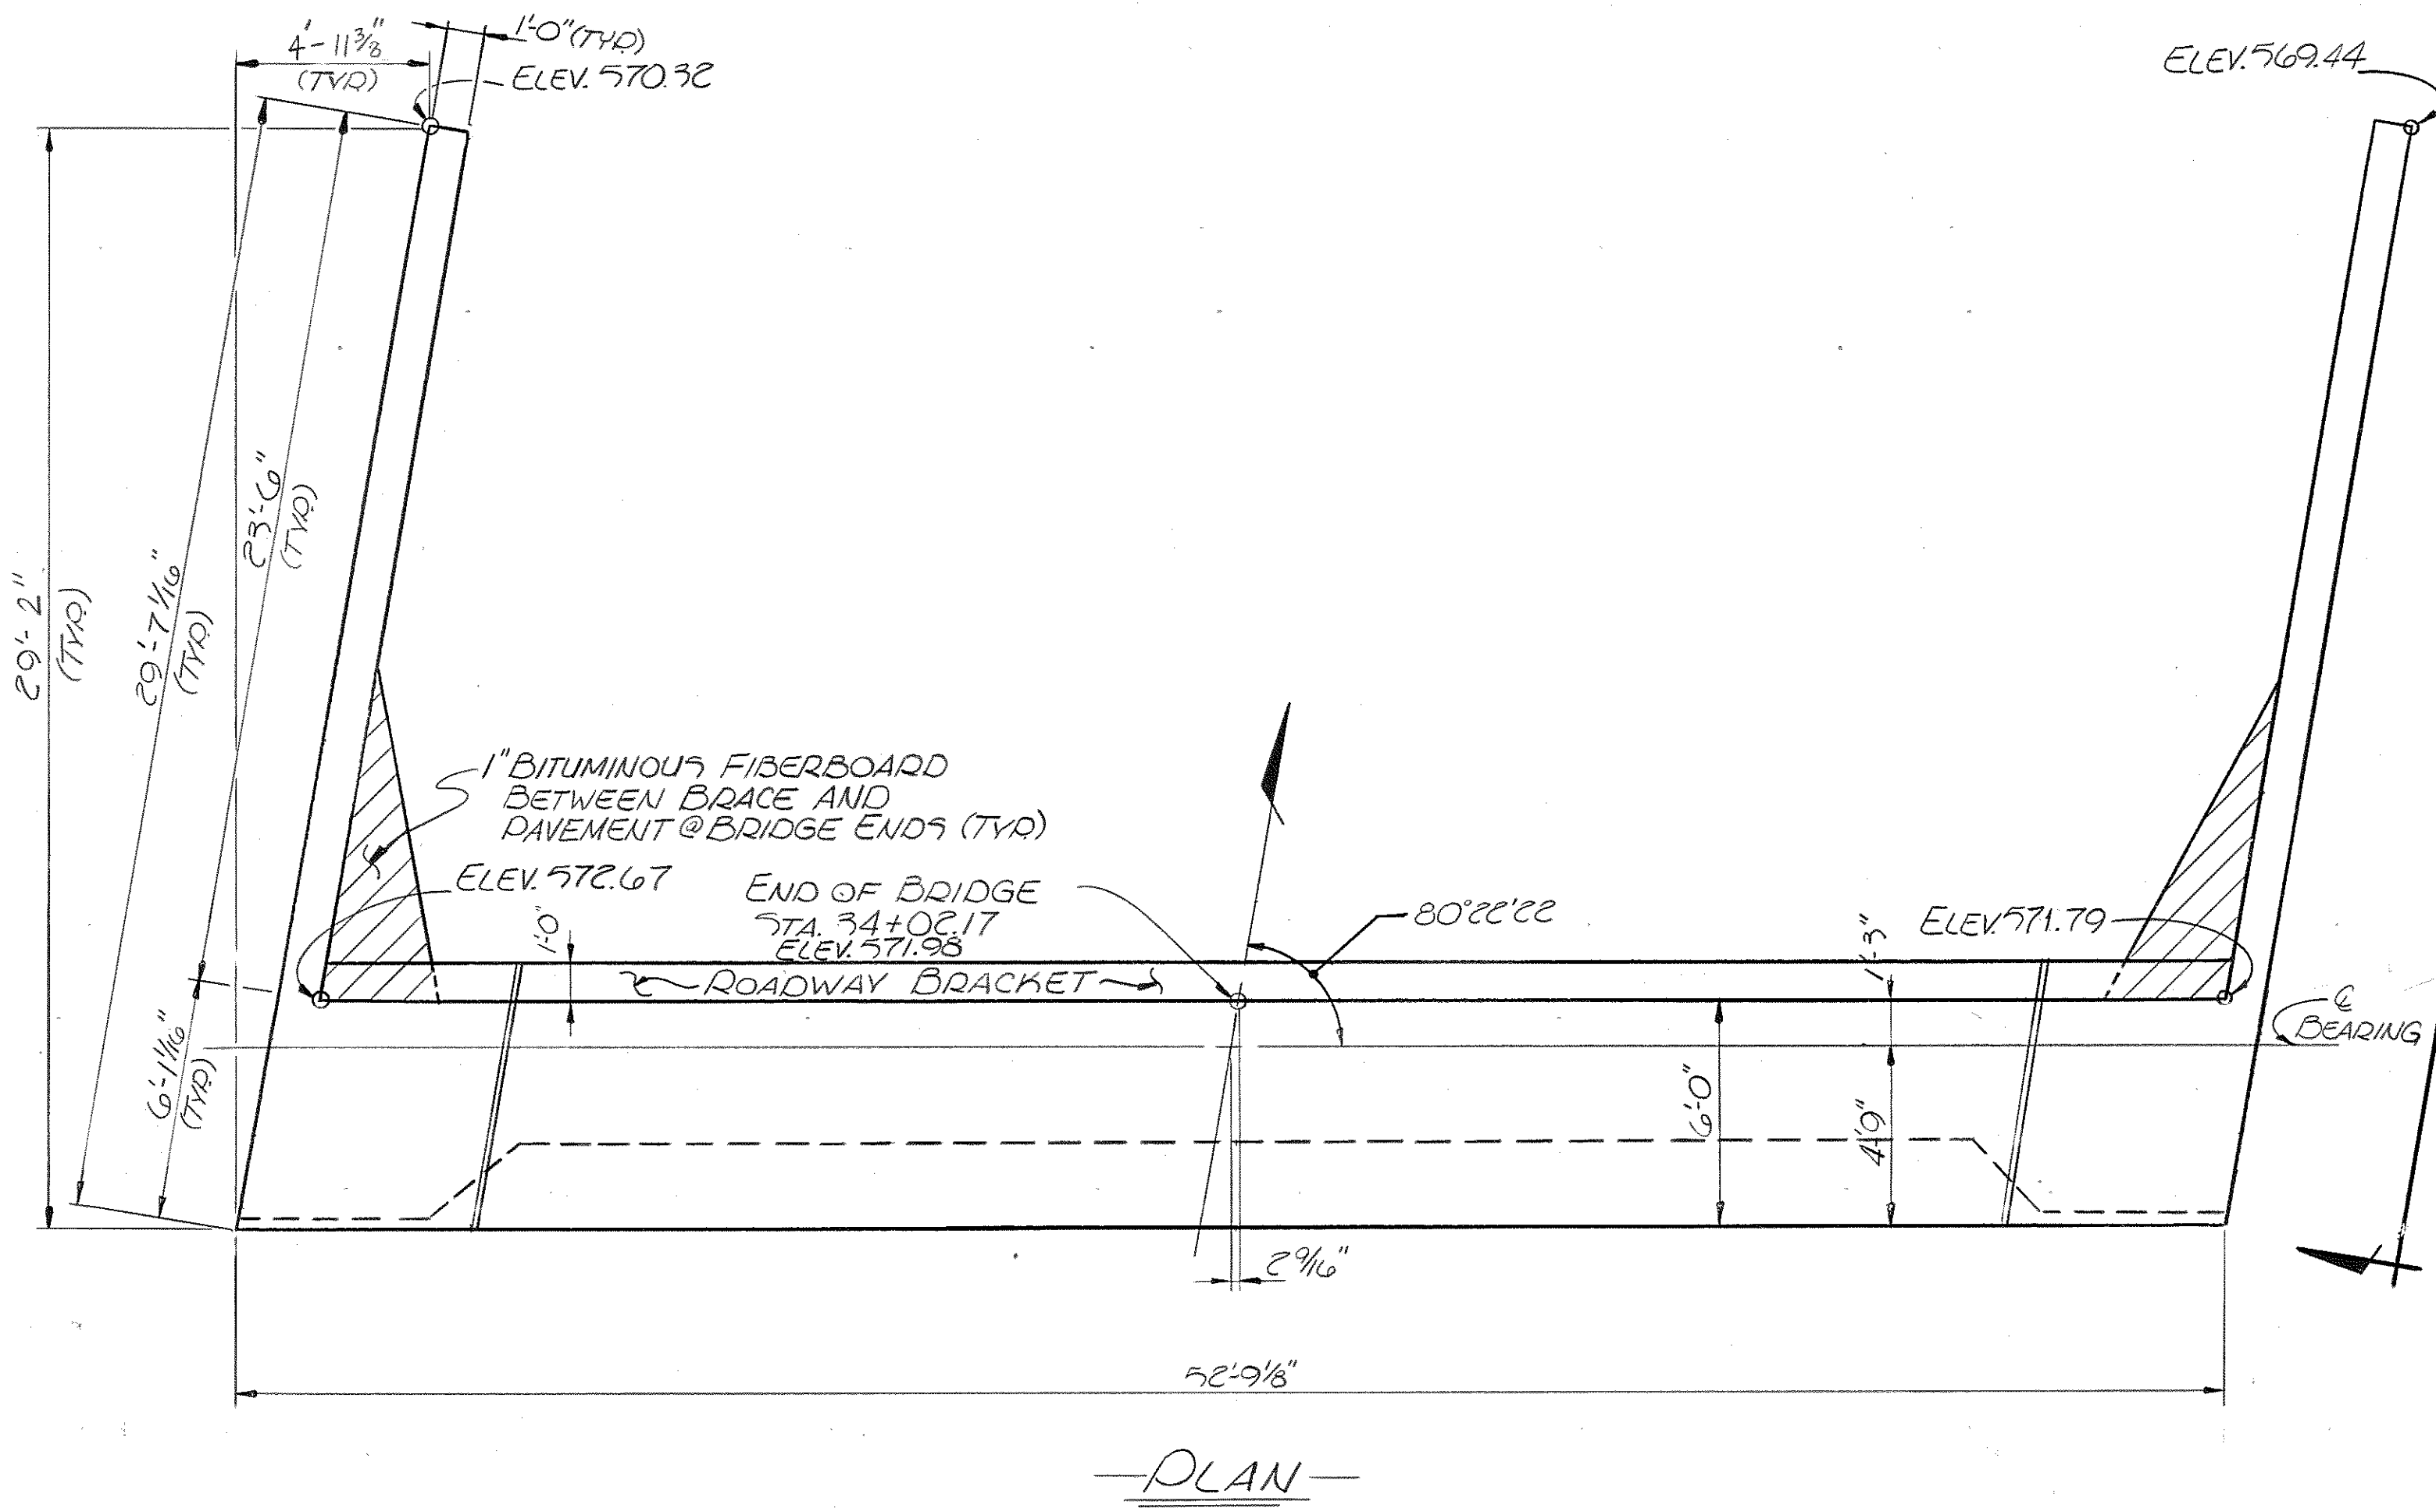 4'-11 3/8"
(TYP.)
1'-0" (TYP.)
ELEV. 570.32
ELEV. 569.44
29'-2"
(TYP.)
29'-7 1/16"
(TYP.)
23'-6"
(TYP.)
6'-1 1/16"
(TYP.)
1" BITUMINOUS FIBERBOARD
BETWEEN BRACE AND
PAVEMENT @ BRIDGE ENDS (TYP.)
ELEV. 572.67
1'-0"
END OF BRIDGE
STA. 34+02.17
ELEV. 571.98
ROADWAY BRACKET
80°22'22
1'-3"
ELEV. 571.79
℄
BEARING
6'-0"
4'-9"
2 9/16"
52'-9 1/8"
—PLAN—